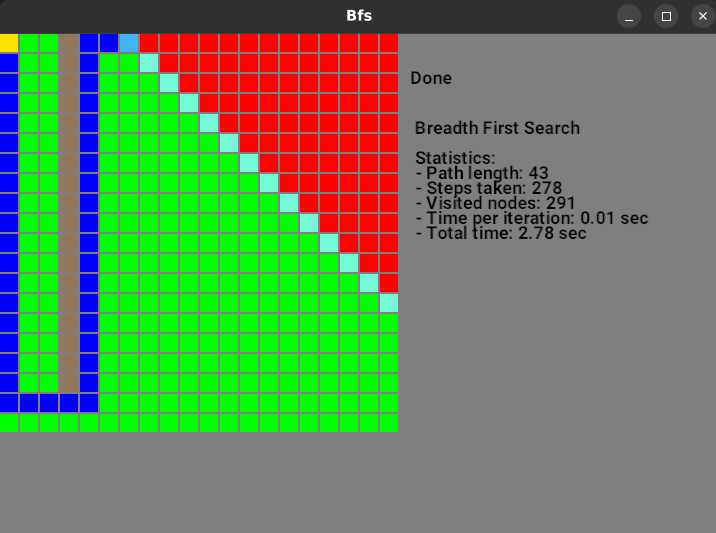 Bfs
Done
Breadth First Search
Statistics:
- Path length: 43
- Steps taken: 278
- Visited nodes: 291
- Time per iteration: 0.01 sec
- Total time: 2.78 sec